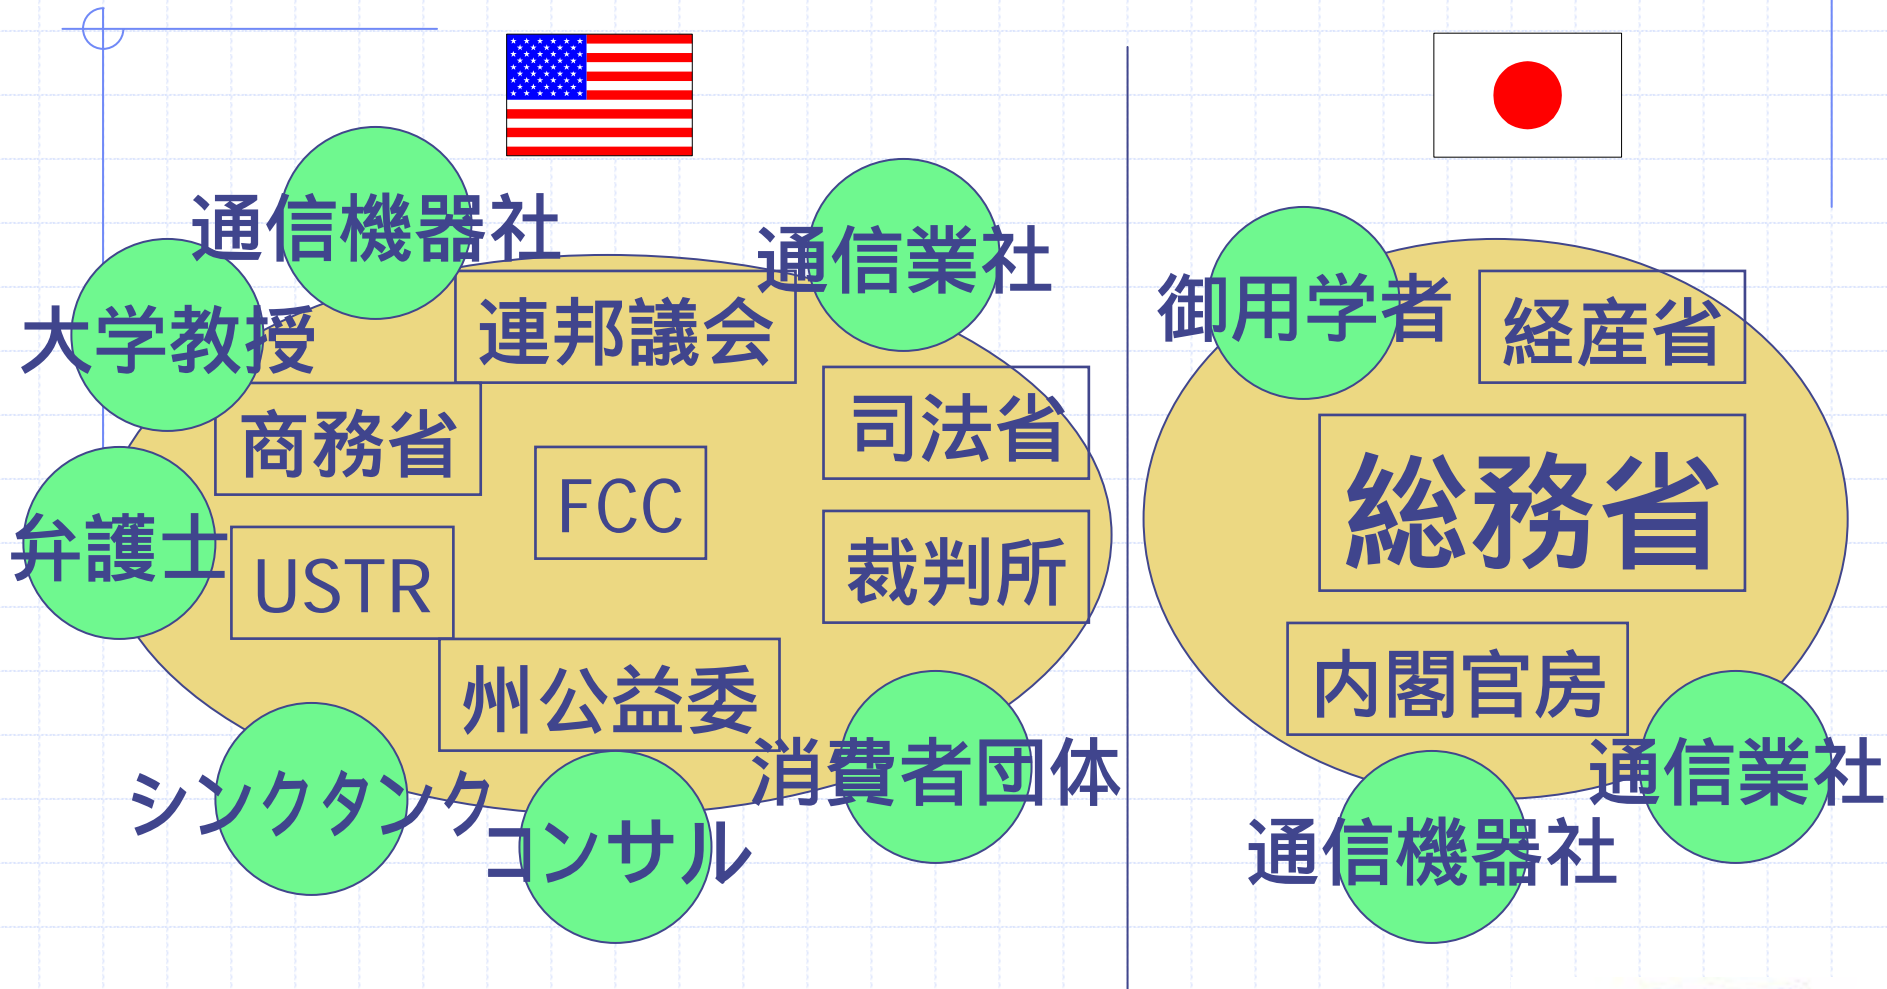 通信機器社
通信業社
大学教授
連邦議会
商務省
司法省
FCC
弁護士
USTR
裁判所
州公益委
消費者団体
シンクタンク
コンサル
御用学者
経産省
総務省
内閣官房
通信業社
通信機器社